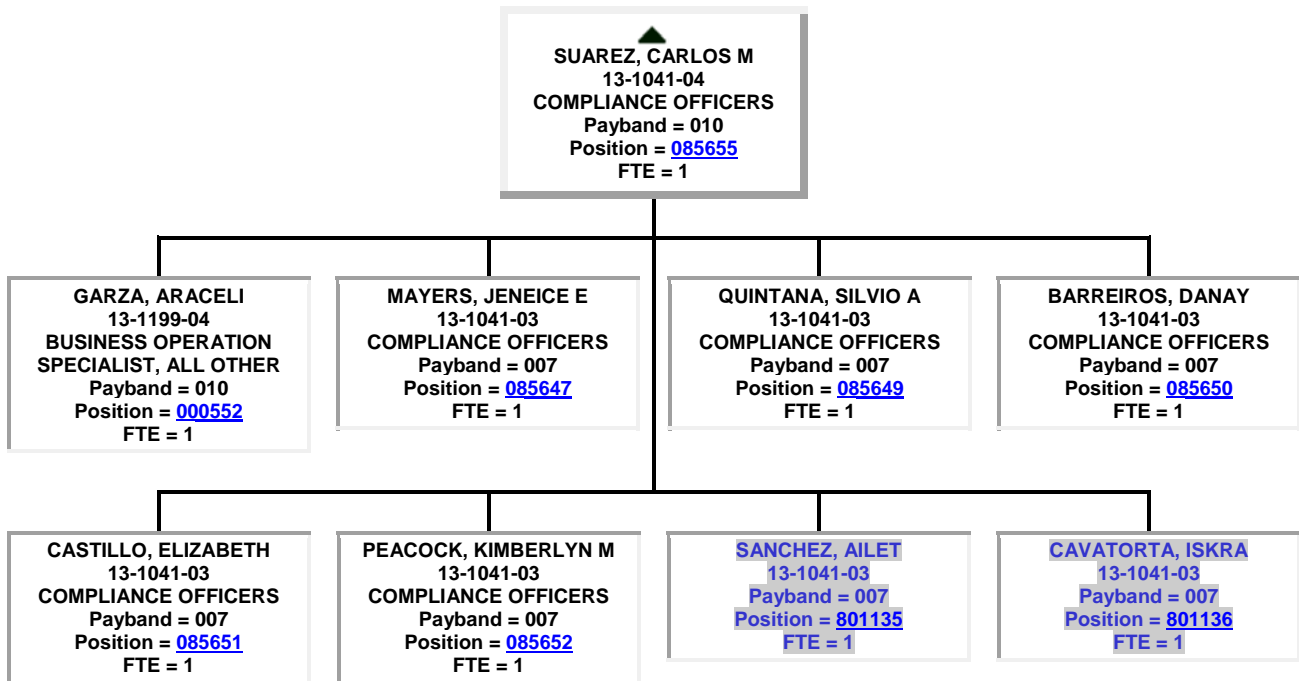 SUAREZ, CARLOS M
13-1041-04
COMPLIANCE OFFICERS
Payband = 010
Position = 085655
FTE = 1
GARZA, ARACELI
13-1199-04
BUSINESS OPERATION
SPECIALIST, ALL OTHER
Payband = 010
Position = 000552
FTE = 1
MAYERS, JENEICE E
13-1041-03
COMPLIANCE OFFICERS
Payband = 007
Position = 085647
FTE = 1
QUINTANA, SILVIO A
13-1041-03
COMPLIANCE OFFICERS
Payband = 007
Position = 085649
FTE = 1
BARREIROS, DANAY
13-1041-03
COMPLIANCE OFFICERS
Payband = 007
Position = 085650
FTE = 1
CASTILLO, ELIZABETH
13-1041-03
COMPLIANCE OFFICERS
Payband = 007
Position = 085651
FTE = 1
PEACOCK, KIMBERLYN M
13-1041-03
COMPLIANCE OFFICERS
Payband = 007
Position = 085652
FTE = 1
SANCHEZ, AILET
13-1041-03
Payband = 007
Position = 801135
FTE = 1
CAVATORTA, ISKRA
13-1041-03
Payband = 007
Position = 801136
FTE = 1